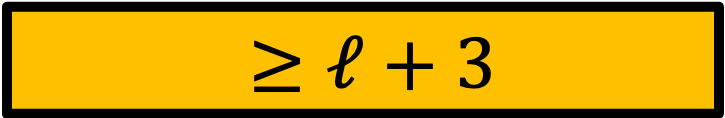 ≥ ℓ + 3